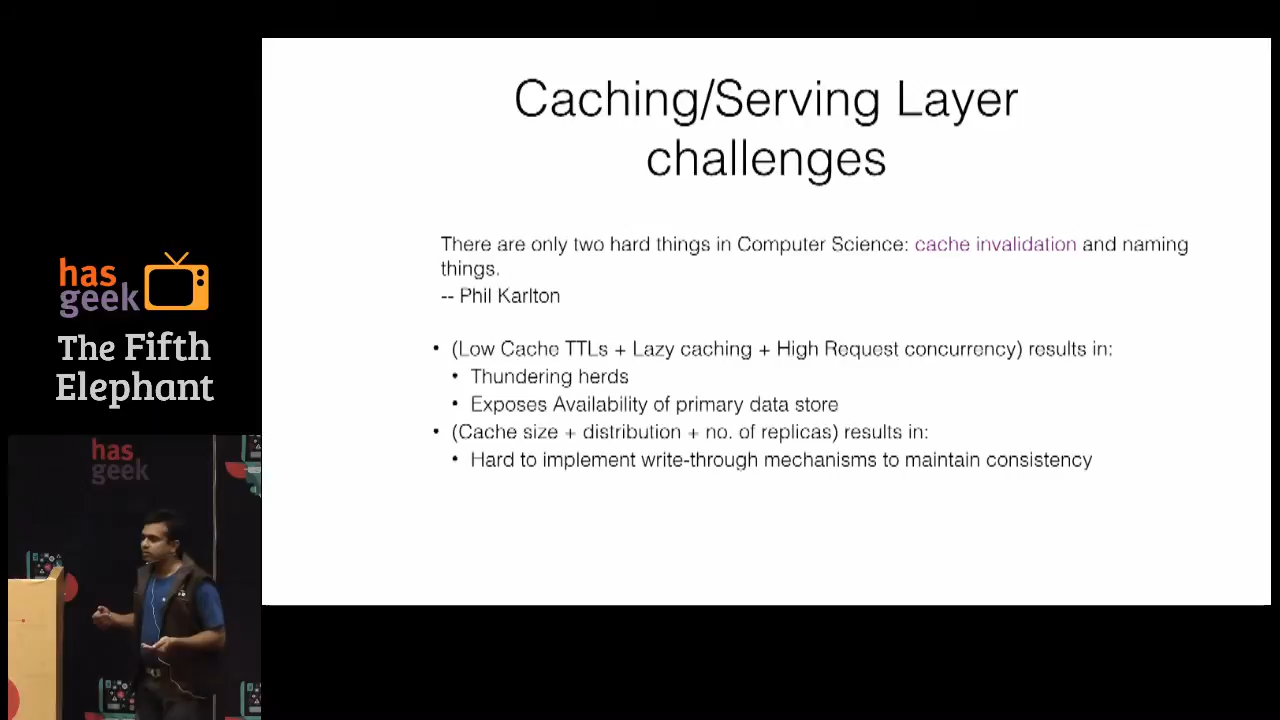 Caching/Serving Layer
challenges
There are only two hard things in Computer Science: cache invalidation and naming
things.
-- Phil Karlton
• (Low Cache TTLs + Lazy caching + High Request concurrency) results in:
• Thundering herds
• Exposes Availability of primary data store
• (Cache size + distribution + no. of replicas) results in:
• Hard to implement write-through mechanisms to maintain consistency
has
geek
The Fifth
Elephant
has
geek